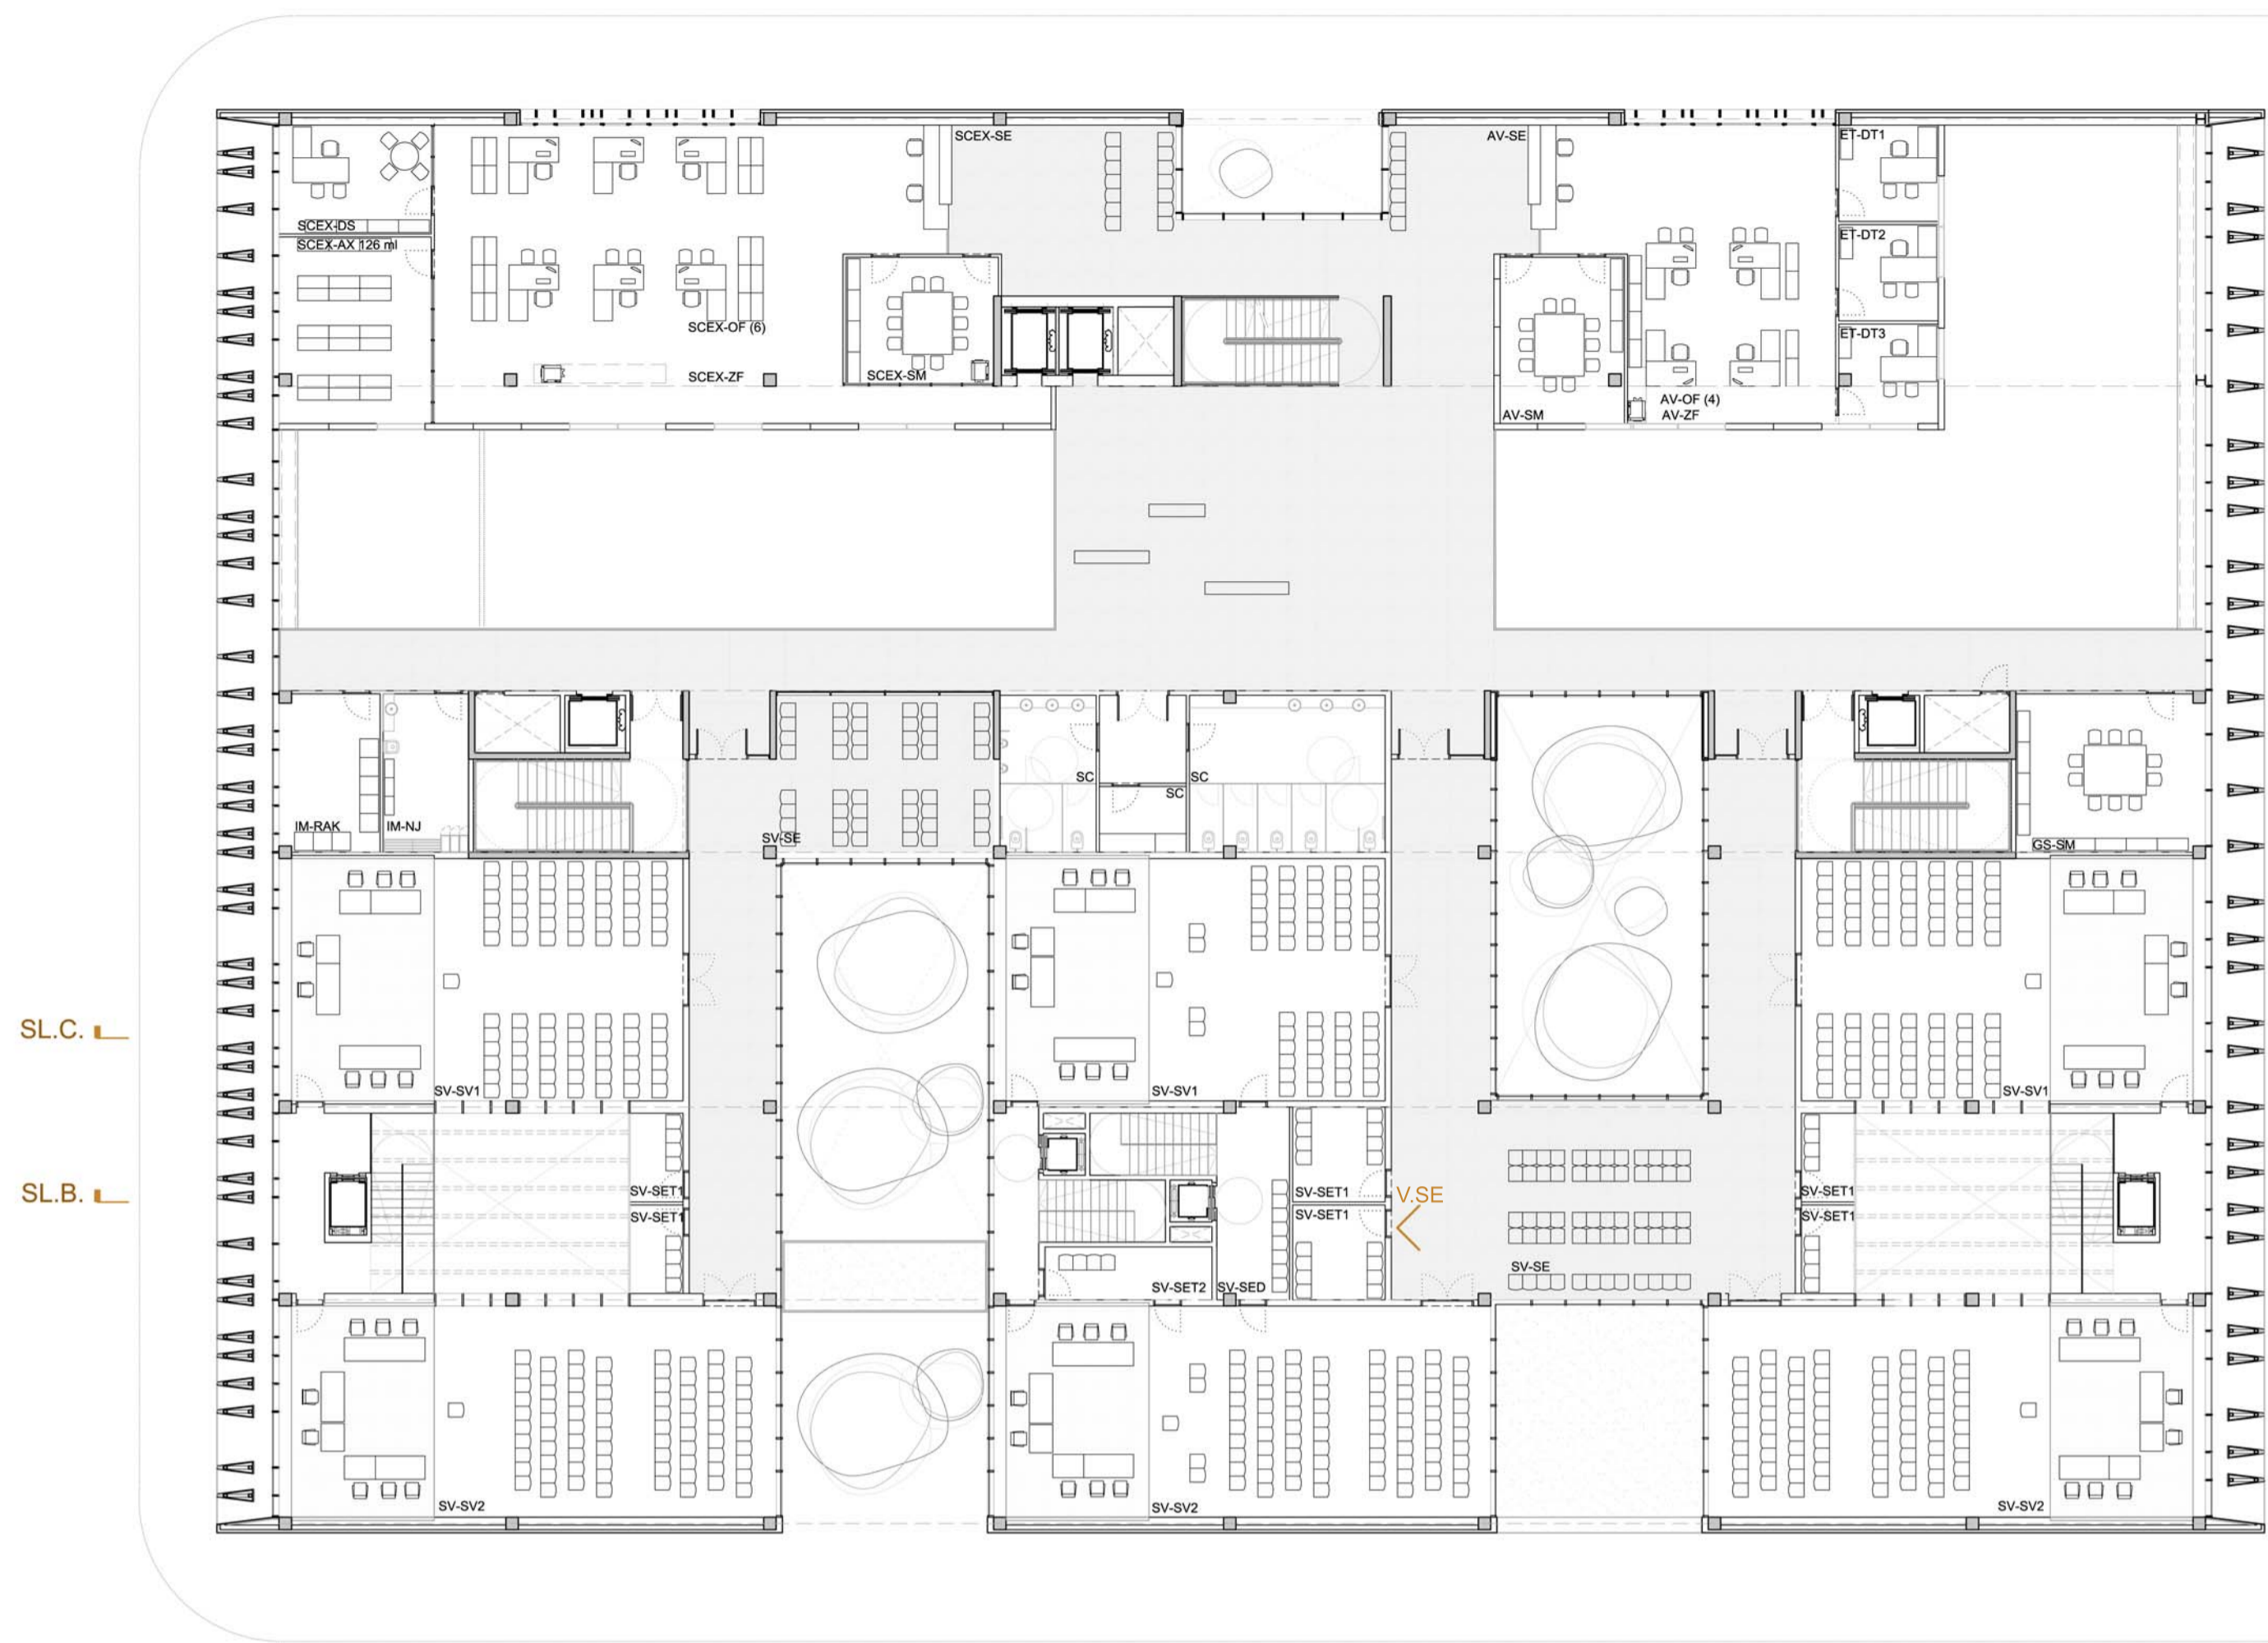 SCEX-SE
AV-SE
ET-DT1
SCEX-DS
SCEX-AX 126 ml
ET-DT2
SCEX-OF (6)
ET-DT3
SCEX-ZF
SCEX-SM
AV-OF (4)
AV-SM
AV-ZF
SC
SC
SC
IM-RAK
IM-NJ
SV-SE
GS-SM
SL.C.
SV-SV1
SV-SV1
SV-SV1
SL.B.
SV-SET1
SV-SET1
V.SE
SV-SET1
SV-SET1
SV-SET1
SV-SET1
SV-SE
SV-SET2
SV-SED
SV-SV2
SV-SV2
SV-SV2